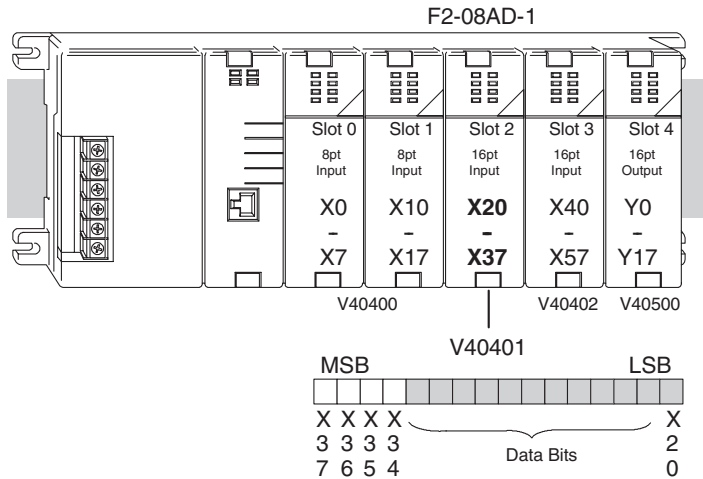 F2-08AD-1
Slot 0 Slot 1 Slot 2 Slot 3 Slot 4
8pt 8pt 16pt 16pt 16pt
Input Input Input Input Output
X0 X10 X20 X40 Y0
- - - - -
X7 X17 X37 X57 Y17
V40400 V40402 V40500
V40401
MSB LSB
X X X X X
3 3 3 3 2
7 6 5 4 0
Data Bits